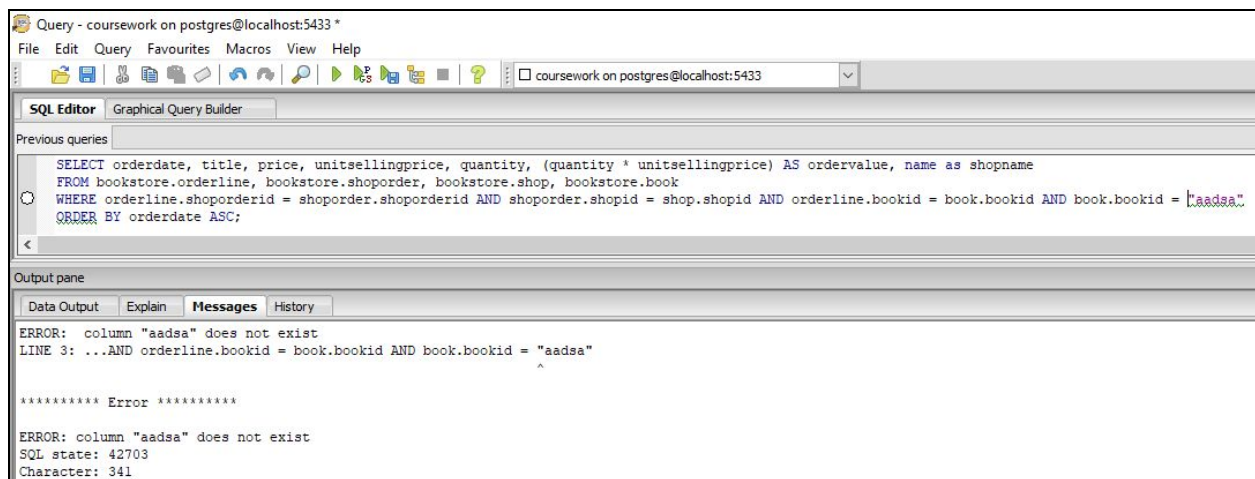 Query - coursework on postgres@localhost:5433 *
File Edit Query Favourites Macros View Help
coursework on postgres@localhost:5433
SQL Editor Graphical Query Builder
Previous queries
SELECT orderdate, title, price, unitsellingprice, quantity, (quantity * unitsellingprice) AS ordervalue, name as shopname
FROM bookstore.orderline, bookstore.shoporder, bookstore.shop, bookstore.book
WHERE orderline.shoporderid = shoporder.shoporderid AND shoporder.shopid = shop.shopid AND orderline.bookid = book.bookid AND book.bookid = "aadsa"
ORDER BY orderdate ASC;
Output pane
Data Output Explain Messages History
ERROR: column "aadsa" does not exist
LINE 3: ...AND orderline.bookid = book.bookid AND book.bookid = "aadsa"
^
********** Error **********
ERROR: column "aadsa" does not exist
SQL state: 42703
Character: 341